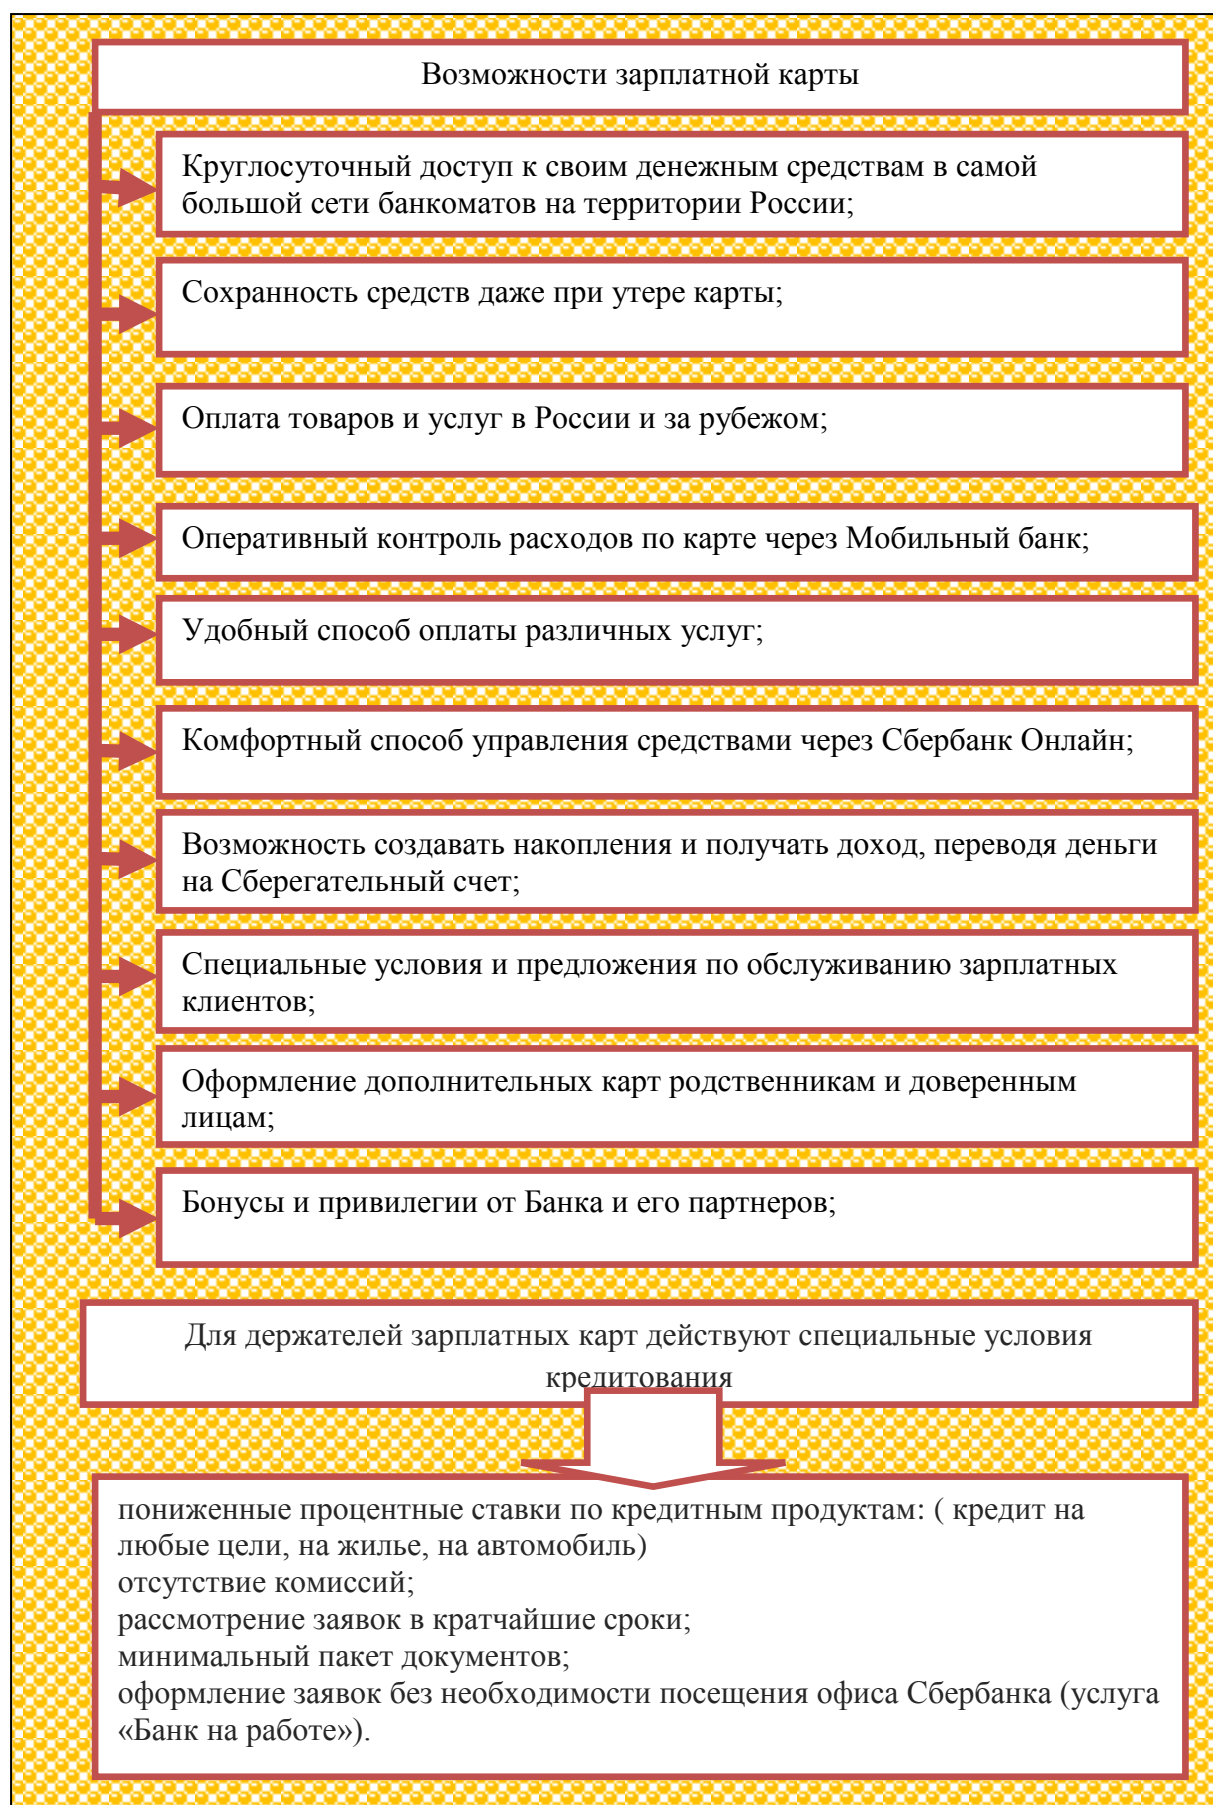 Возможности зарплатной карты
Круглосуточный доступ к своим денежным средствам в самой
большой сети банкоматов на территории России;
Сохранность средств даже при утере карты;
Оплата товаров и услуг в России и за рубежом;
Оперативный контроль расходов по карте через Мобильный банк;
Удобный способ оплаты различных услуг;
Комфортный способ управления средствами через Сбербанк Онлайн;
Возможность создавать накопления и получать доход, переводя деньги
на Сберегательный счет;
Специальные условия и предложения по обслуживанию зарплатных
клиентов;
Оформление дополнительных карт родственникам и доверенным
лицам;
Бонусы и привилегии от Банка и его партнеров;
Для держателей зарплатных карт действуют специальные условия
кредитования
пониженные процентные ставки по кредитным продуктам: ( кредит на
любые цели, на жилье, на автомобиль)
отсутствие комиссий;
рассмотрение заявок в кратчайшие сроки;
минимальный пакет документов;
оформление заявок без необходимости посещения офиса Сбербанка (услуга
«Банк на работе»).